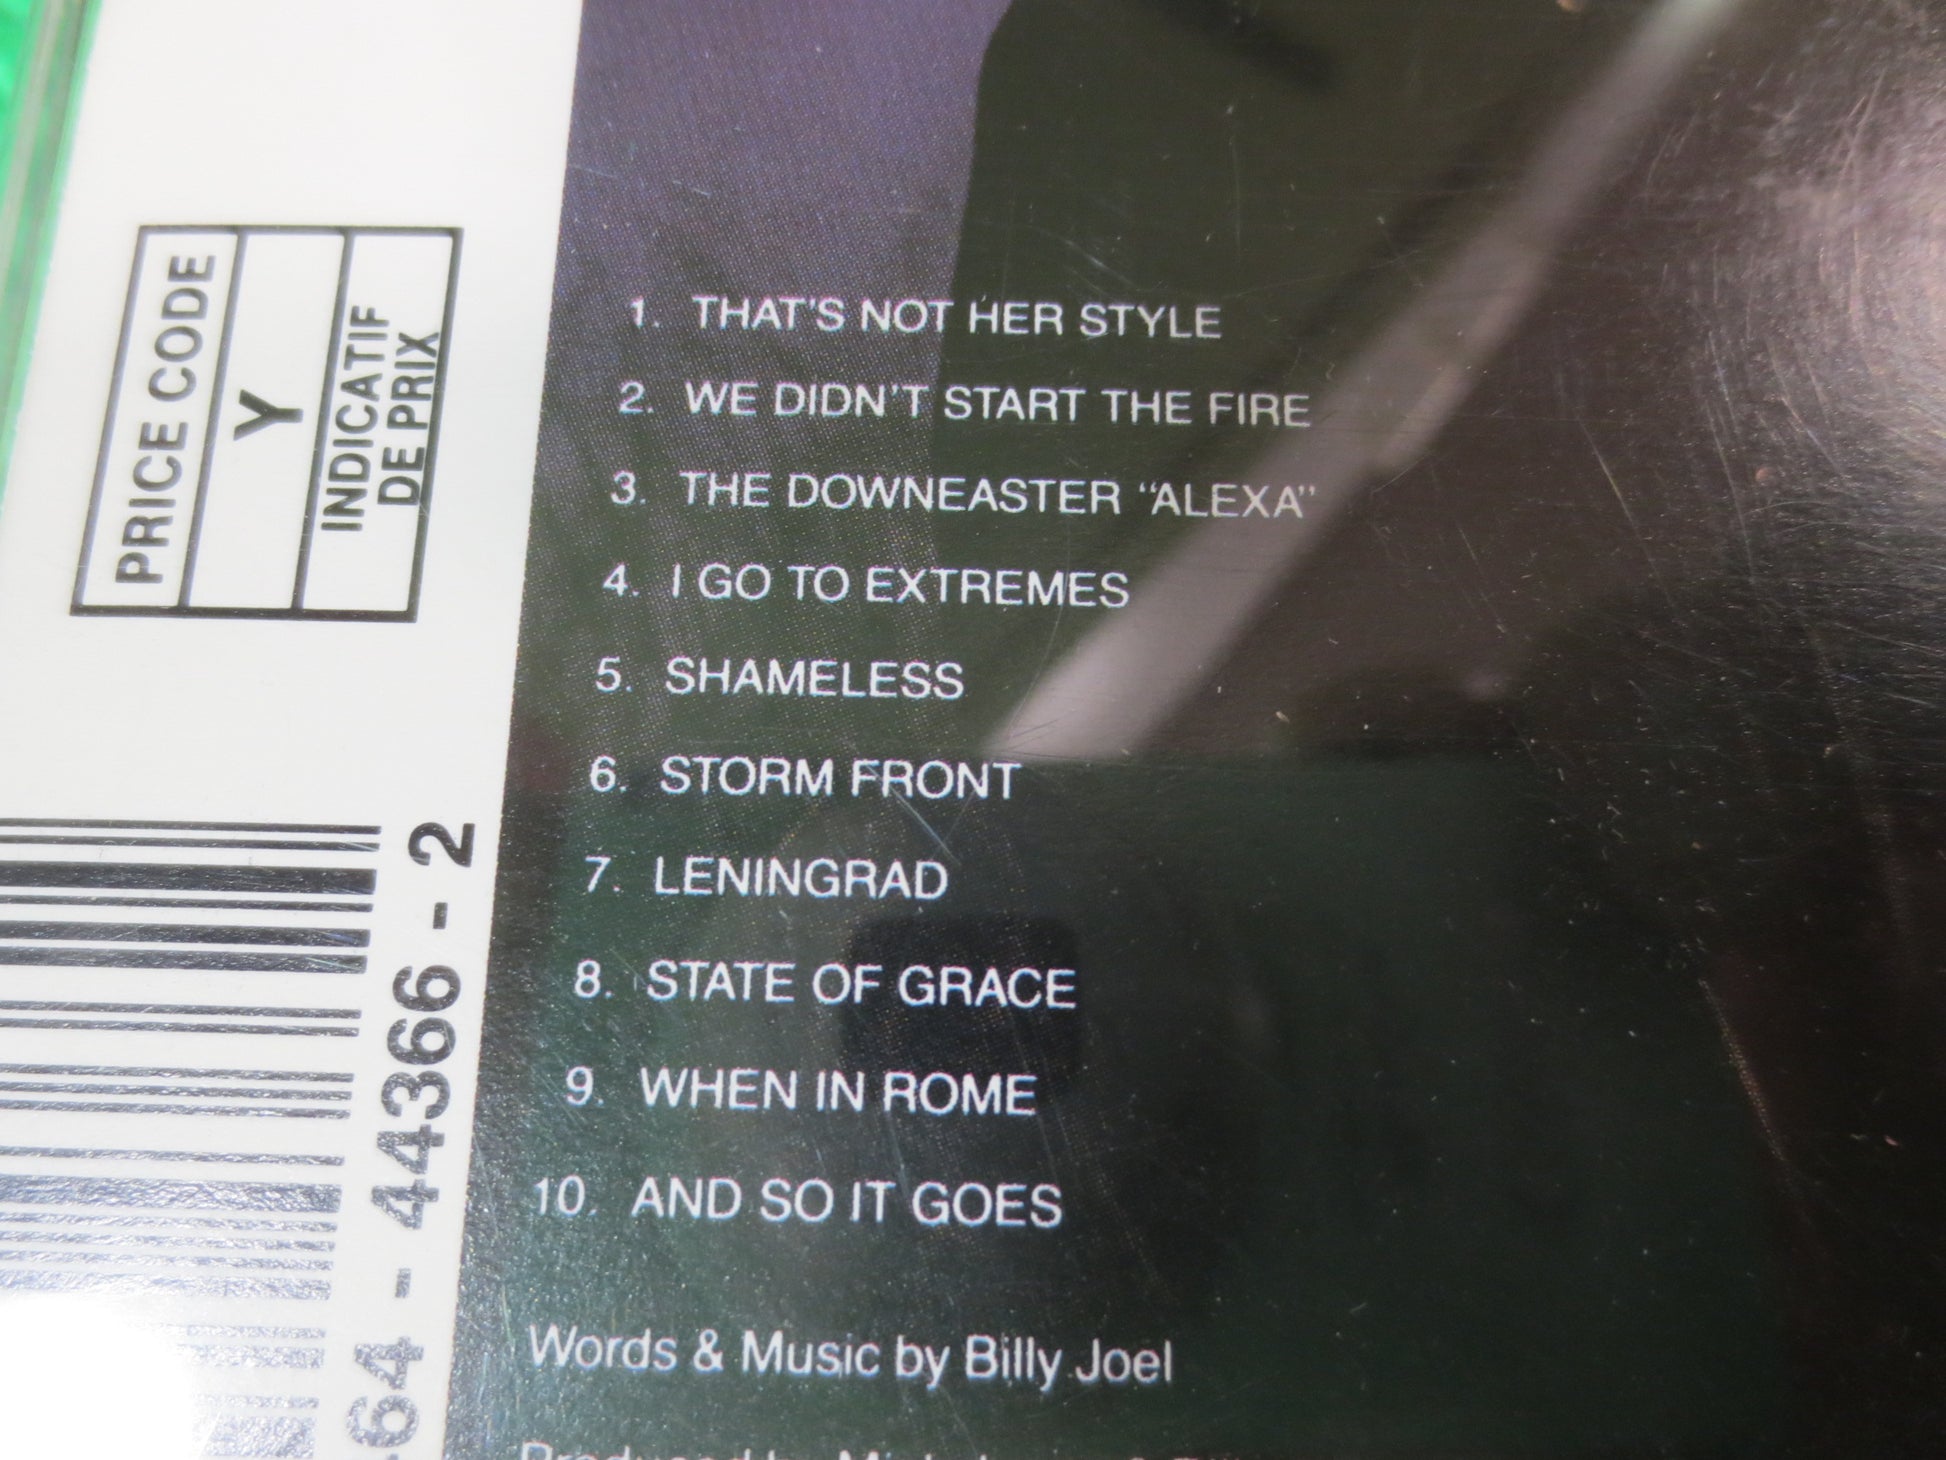 PRICE CODE
Y
INDICATIF
DE PRIX
64 - 44366 - 2
1. THAT'S NOT HER STYLE
2. WE DIDN'T START THE FIRE
3. THE DOWNEASTER "ALEXA"
4. I GO TO EXTREMES
5. SHAMELESS
6. STORM FRONT
7. LENINGRAD
8. STATE OF GRACE
9. WHEN IN ROME
10. AND SO IT GOES
Words & Music by Billy Joel
Produced by